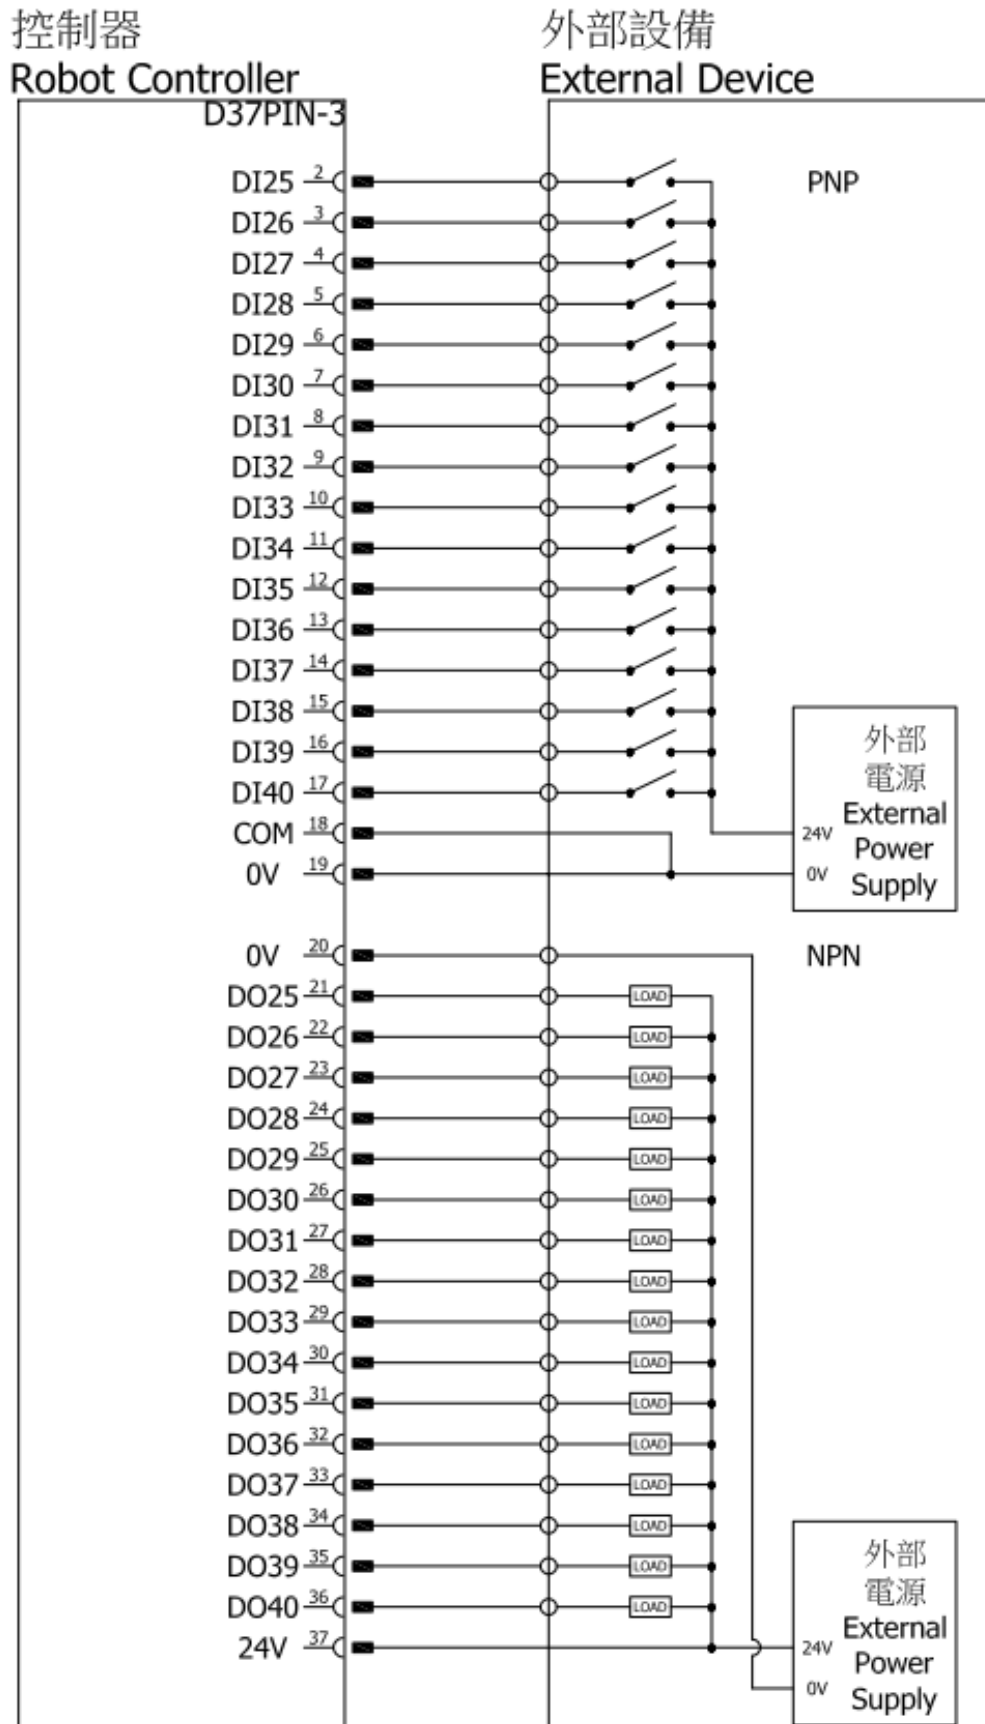 控制器
外部設備
Robot Controller
External Device
D37PIN-3
DI25 2
PNP
DI26 3
DI27 4
DI28 5
DI29 6
DI30 7
DI31 8
DI32 9
DI33 10
DI34 11
DI35 12
DI36 13
DI37 14
DI38 15
DI39 16
DI40 17
COM 18
0V 19
外部
電源
External
Power
Supply
24V
0V
0V 20
NPN
DO25 21 LOAD
DO26 22 LOAD
DO27 23 LOAD
DO28 24 LOAD
DO29 25 LOAD
DO30 26 LOAD
DO31 27 LOAD
DO32 28 LOAD
DO33 29 LOAD
DO34 30 LOAD
DO35 31 LOAD
DO36 32 LOAD
DO37 33 LOAD
DO38 34 LOAD
DO39 35 LOAD
DO40 36 LOAD
24V 37
外部
電源
External
Power
Supply
24V
0V